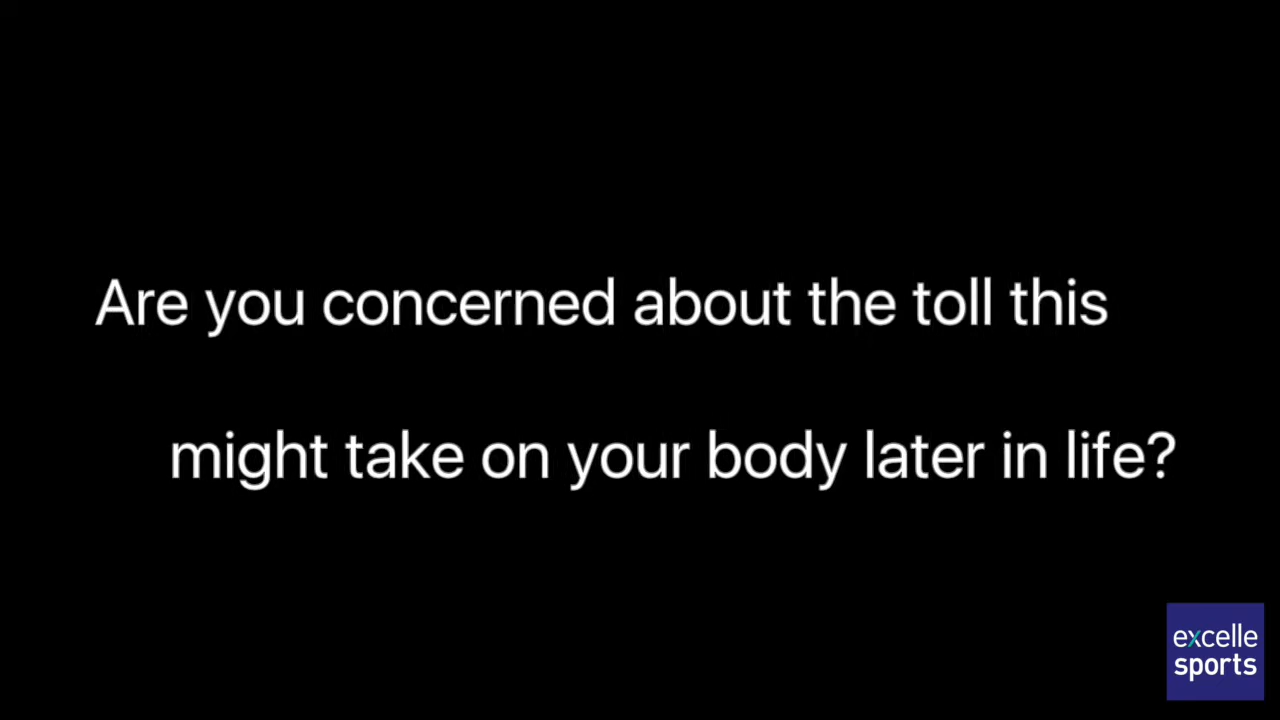 Are you concerned about the toll this
might take on your body later in life?
excelle
sports